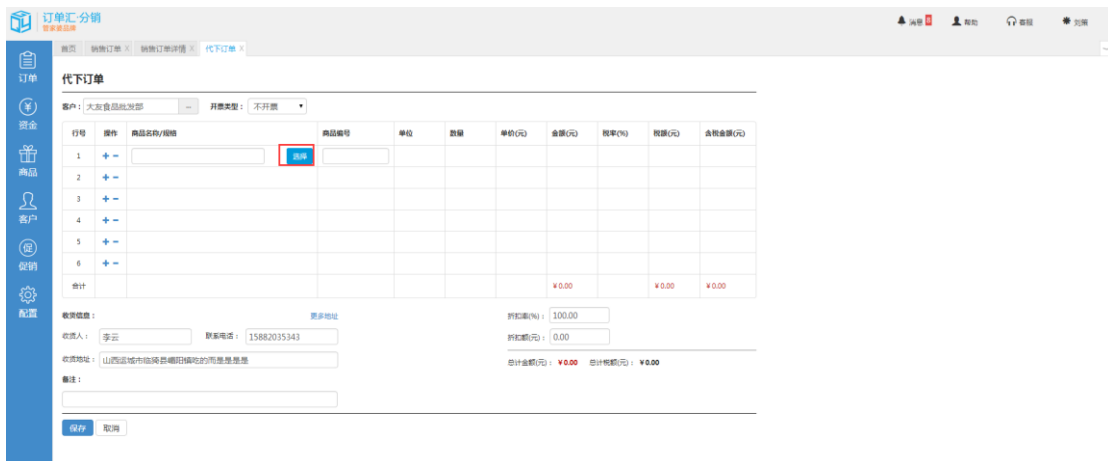 订单汇·分销
管家婆品牌
消息 帮助 客服 刘策
首页 销售订单 X 销售订单详情 X 代下订单 X
订单
资金
商品
客户
促
促销
配置
代下订单
客户： 大友食品批发部 ... 开票类型： 不开票
行号 操作 商品名称/规格 商品编号 单位 数量 单价(元) 金额(元) 税率(%) 税额(元) 含税金额(元)
1 + − 选择
2 + −
3 + −
4 + −
5 + −
6 + −
合计 ¥0.00 ¥0.00 ¥0.00
收货信息： 更多地址
收货人： 李云 联系电话： 15882035343
收货地址：
备注：
折扣率(%)： 100.00
折扣额(元)： 0.00
总计金额(元)： ¥0.00 总计税额(元)： ¥0.00
保存 取消